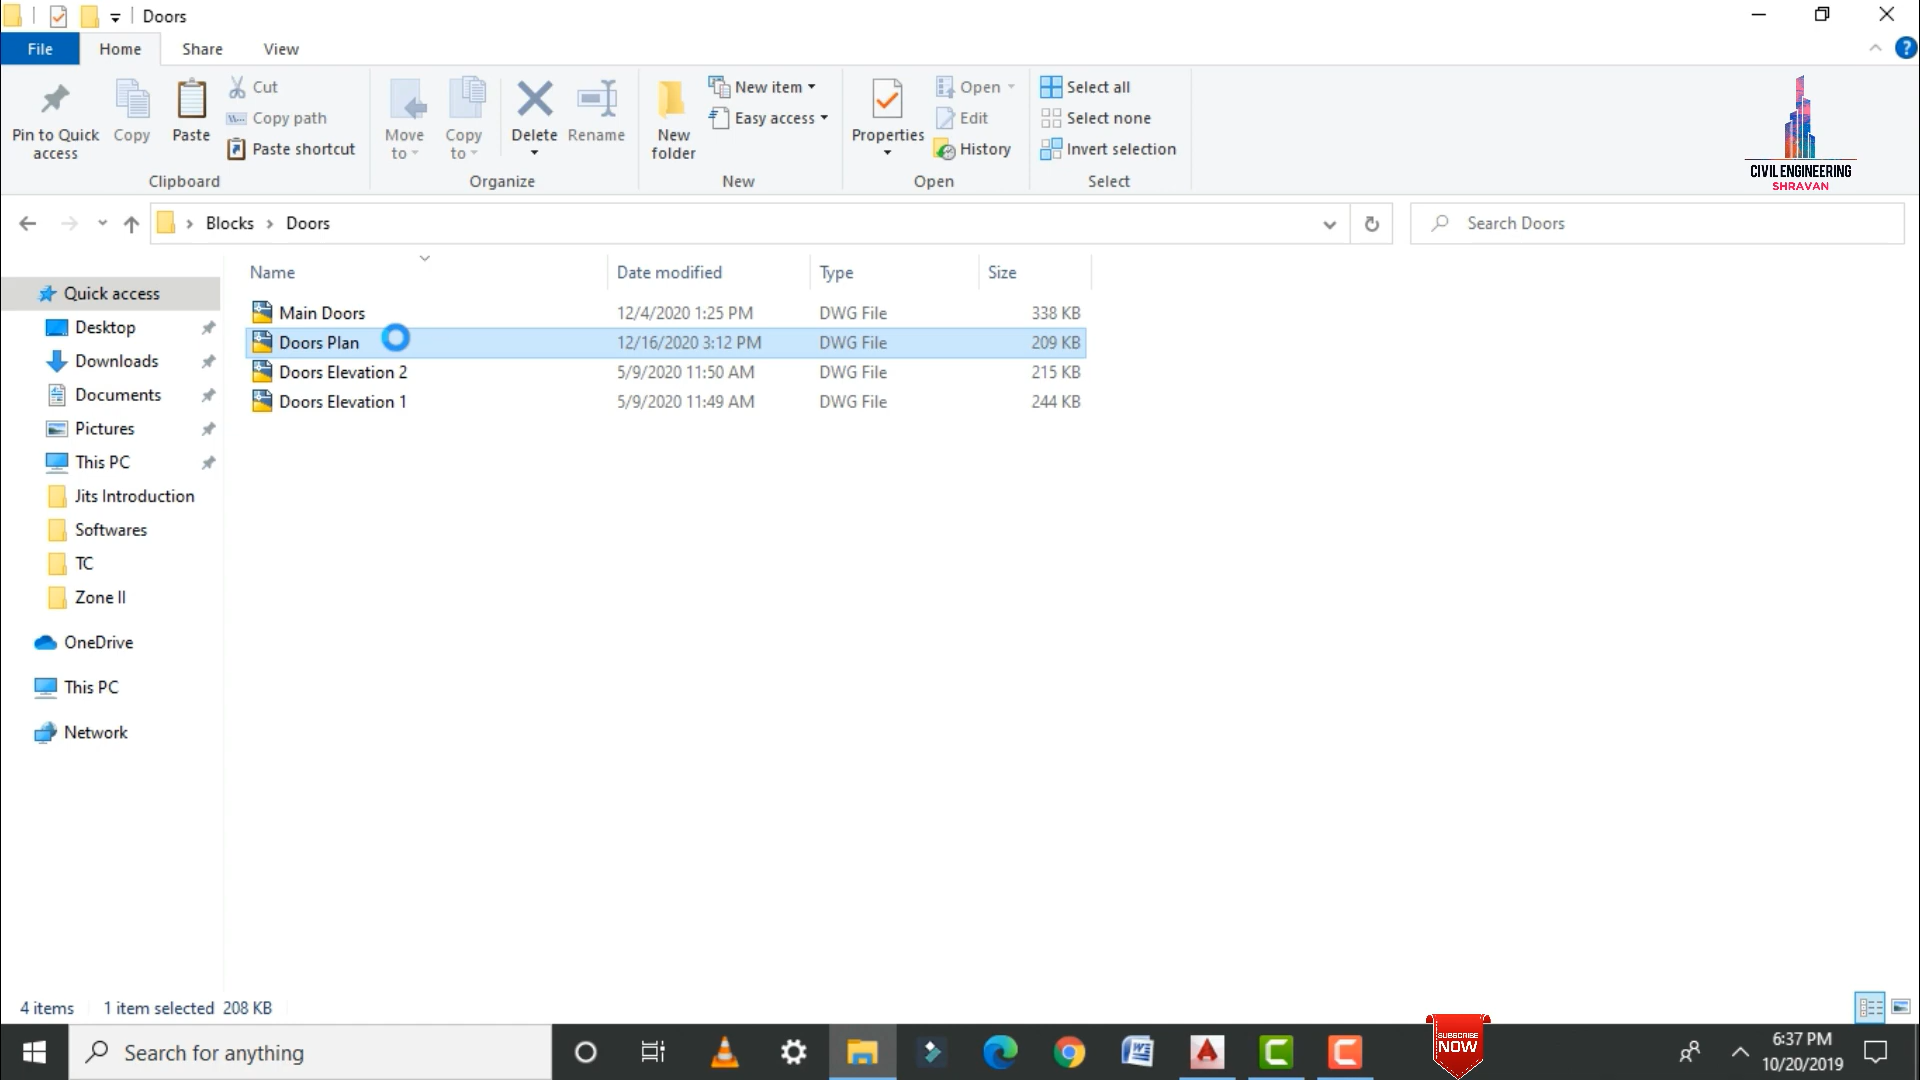 Doors
File Home Share View
Pin to Quick access
Copy
Paste
Cut
Copy path
Paste shortcut
Move to
Copy to
Delete
Rename
New folder
New item
Easy access
Properties
Open
Edit
History
Select all
Select none
Invert selection
Clipboard Organize New Open Select
CIVIL ENGINEERING
SHRAVAN
Blocks Doors
Search Doors
Name Date modified Type Size
Main Doors 12/4/2020 1:25 PM DWG File 338 KB
Doors Plan 12/16/2020 3:12 PM DWG File 209 KB
Doors Elevation 2 5/9/2020 11:50 AM DWG File 215 KB
Doors Elevation 1 5/9/2020 11:49 AM DWG File 244 KB
Quick access
Desktop
Downloads
Documents
Pictures
This PC
Jits Introduction
Softwares
TC
Zone II
OneDrive
This PC
Network
4 items 1 item selected 208 KB
Search for anything
SUBSCRIBE
NOW
6:37 PM
10/20/2019